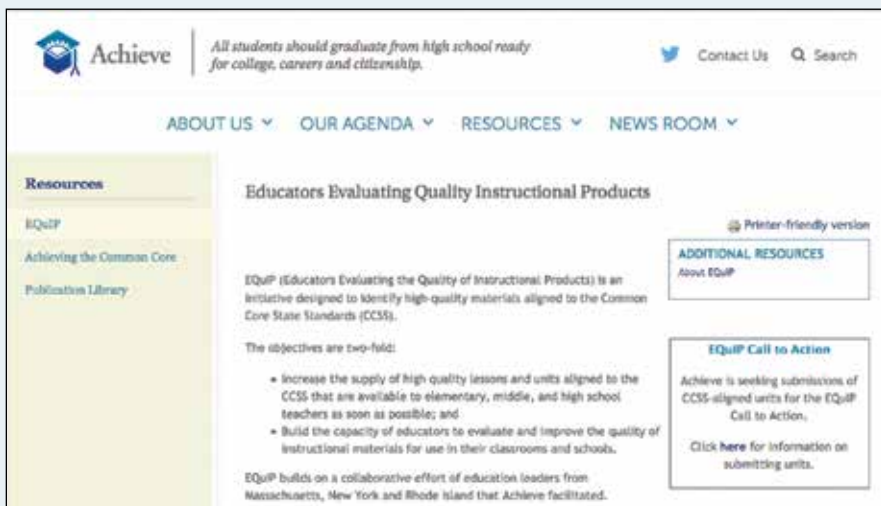 Achieve
All students should graduate from high school ready
for college, careers and citizenship.
Contact Us
Search
ABOUT US
OUR AGENDA
RESOURCES
NEWS ROOM
Resources
EQuIP
Achieving the Common Core
Publication Library
Educators Evaluating Quality Instructional Products
Printer-friendly version
EQuIP (Educators Evaluating the Quality of Instructional Products) is an
initiative designed to identify high-quality materials aligned to the Common
Core State Standards (CCSS).
The objectives are two-fold:
• Increase the supply of high quality lessons and units aligned to the
CCSS that are available to elementary, middle, and high school
teachers as soon as possible; and
• Build the capacity of educators to evaluate and improve the quality of
instructional materials for use in their classrooms and schools.
EQuIP builds on a collaborative effort of education leaders from
Massachusetts, New York and Rhode Island that Achieve facilitated.
ADDITIONAL RESOURCES
About EQuIP
EQuIP Call to Action
Achieve is seeking submissions of
CCSS-aligned units for the EQuIP
Call to Action.
Click here for information on
submitting units.